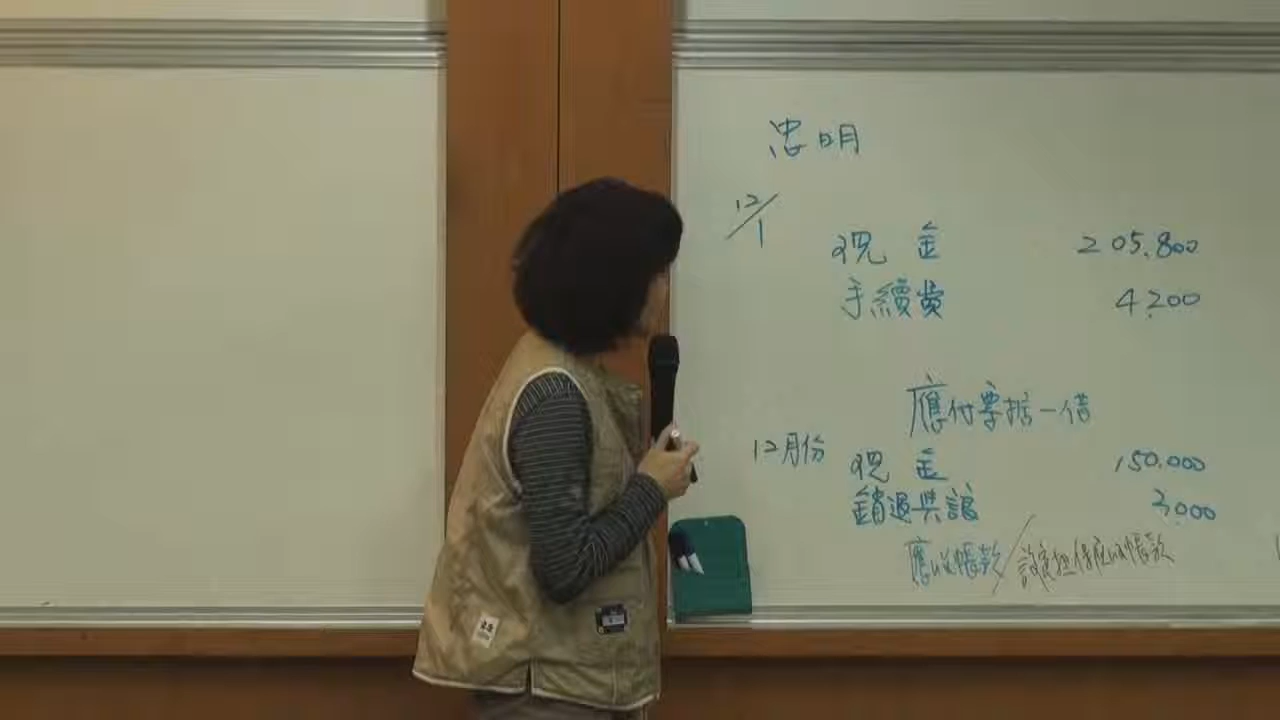 忠明
12/1
現金 205,800
手續費 4,200
應付票據-借
12月份 現金 150,000
銷退與讓 3,000
應收帳款/設定担保應收帳款